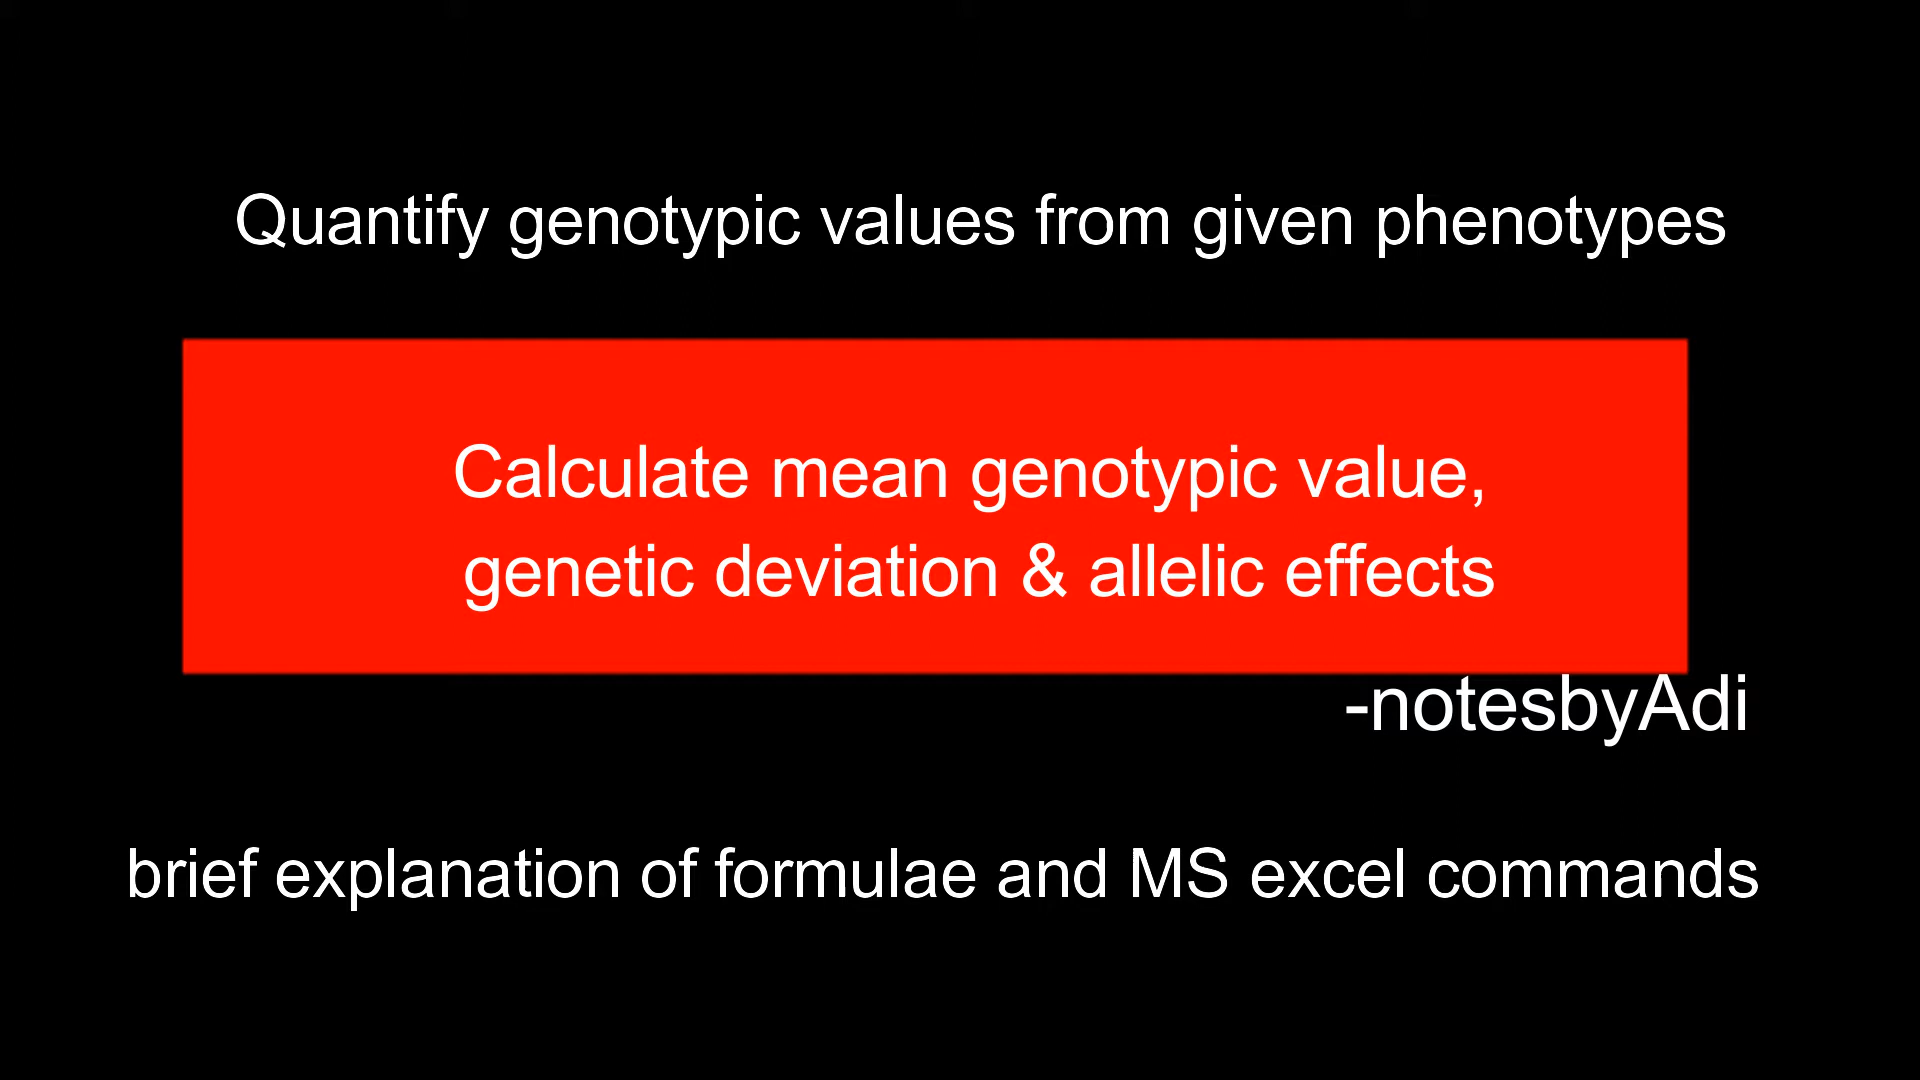 Quantify genotypic values from given phenotypes
Calculate mean genotypic value,
genetic deviation & allelic effects
-notesbyAdi
brief explanation of formulae and MS excel commands